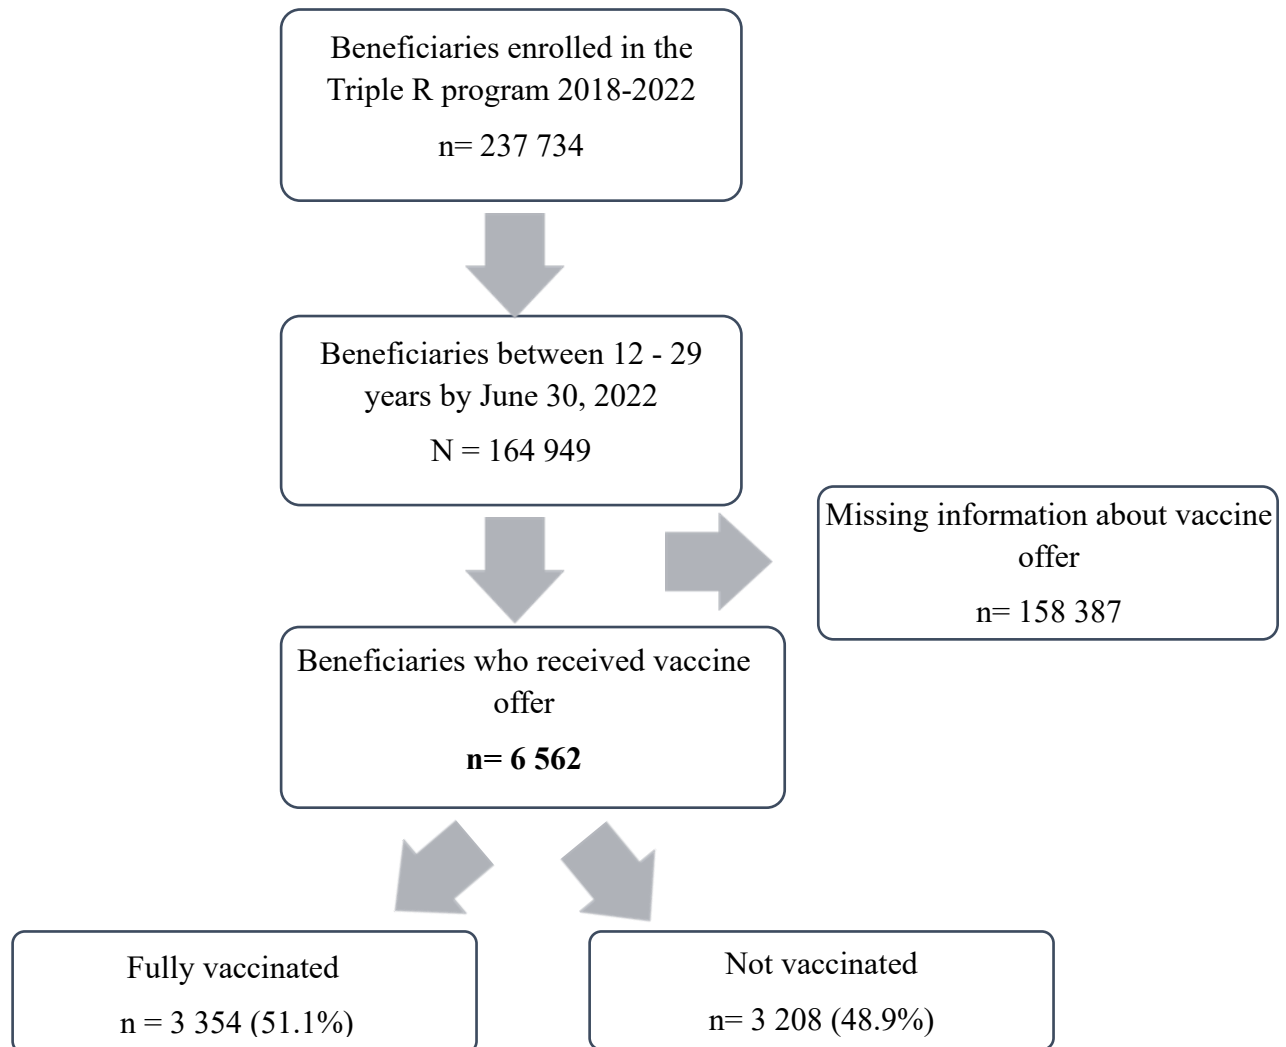 Beneficiaries enrolled in the
Triple R program 2018-2022
n= 237 734
Beneficiaries between 12 - 29
years by June 30, 2022
N = 164 949
Missing information about vaccine
offer
n= 158 387
Beneficiaries who received vaccine
offer
n= 6 562
Fully vaccinated
n = 3 354 (51.1%)
Not vaccinated
n= 3 208 (48.9%)